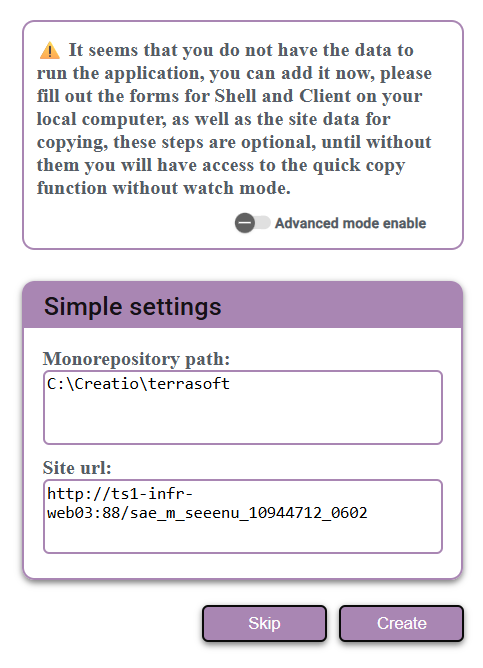 It seems that you do not have the data to
run the application, you can add it now, please
fill out the forms for Shell and Client on your
local computer, as well as the site data for
copying, these steps are optional, until without
them you will have access to the quick copy
function without watch mode.
Advanced mode enable
Simple settings
Monorepository path:
C:\Creatio\terrasoft
Site url:
http://ts1-infr-
web03:88/sae_m_seeenu_10944712_0602
Skip
Create